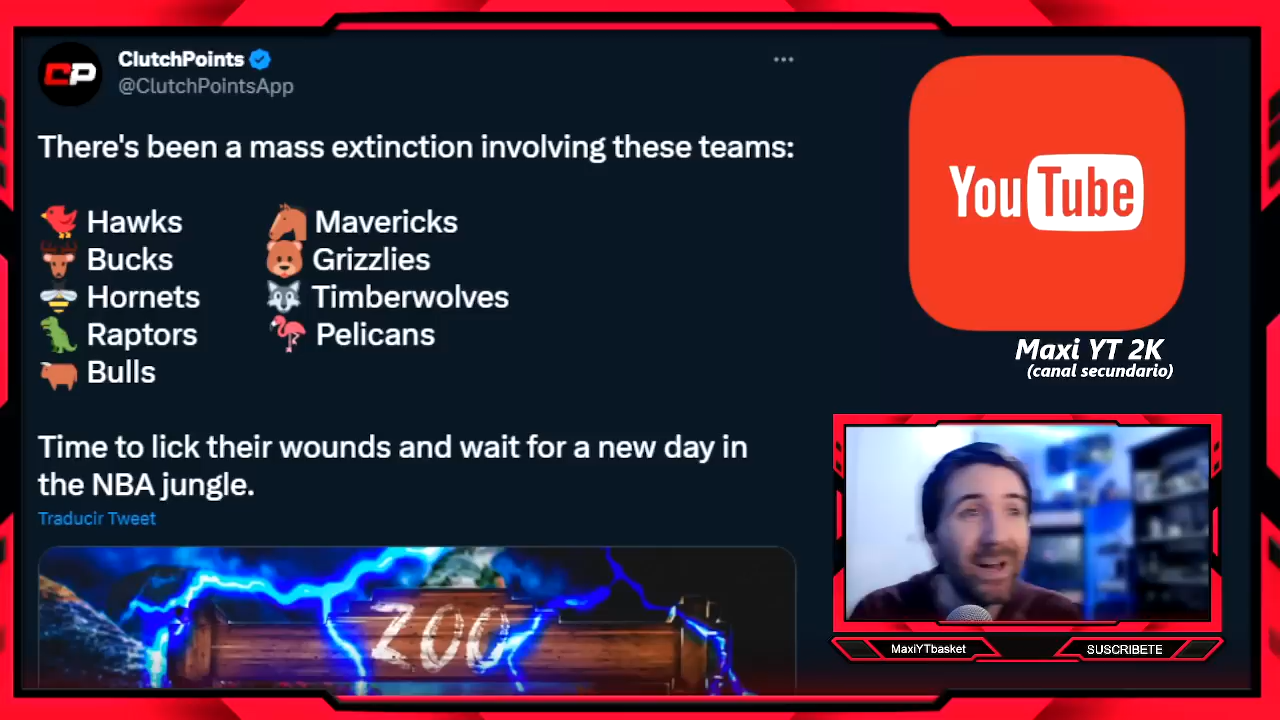 CP
ClutchPoints
@ClutchPointsApp
There's been a mass extinction involving these teams:
Hawks
Bucks
Hornets
Raptors
Bulls
Mavericks
Grizzlies
Timberwolves
Pelicans
Time to lick their wounds and wait for a new day in
the NBA jungle.
Traducir Tweet
ZOO
YouTube
Maxi YT 2K
(canal secundario)
MaxiYTbasket
SUSCRIBETE